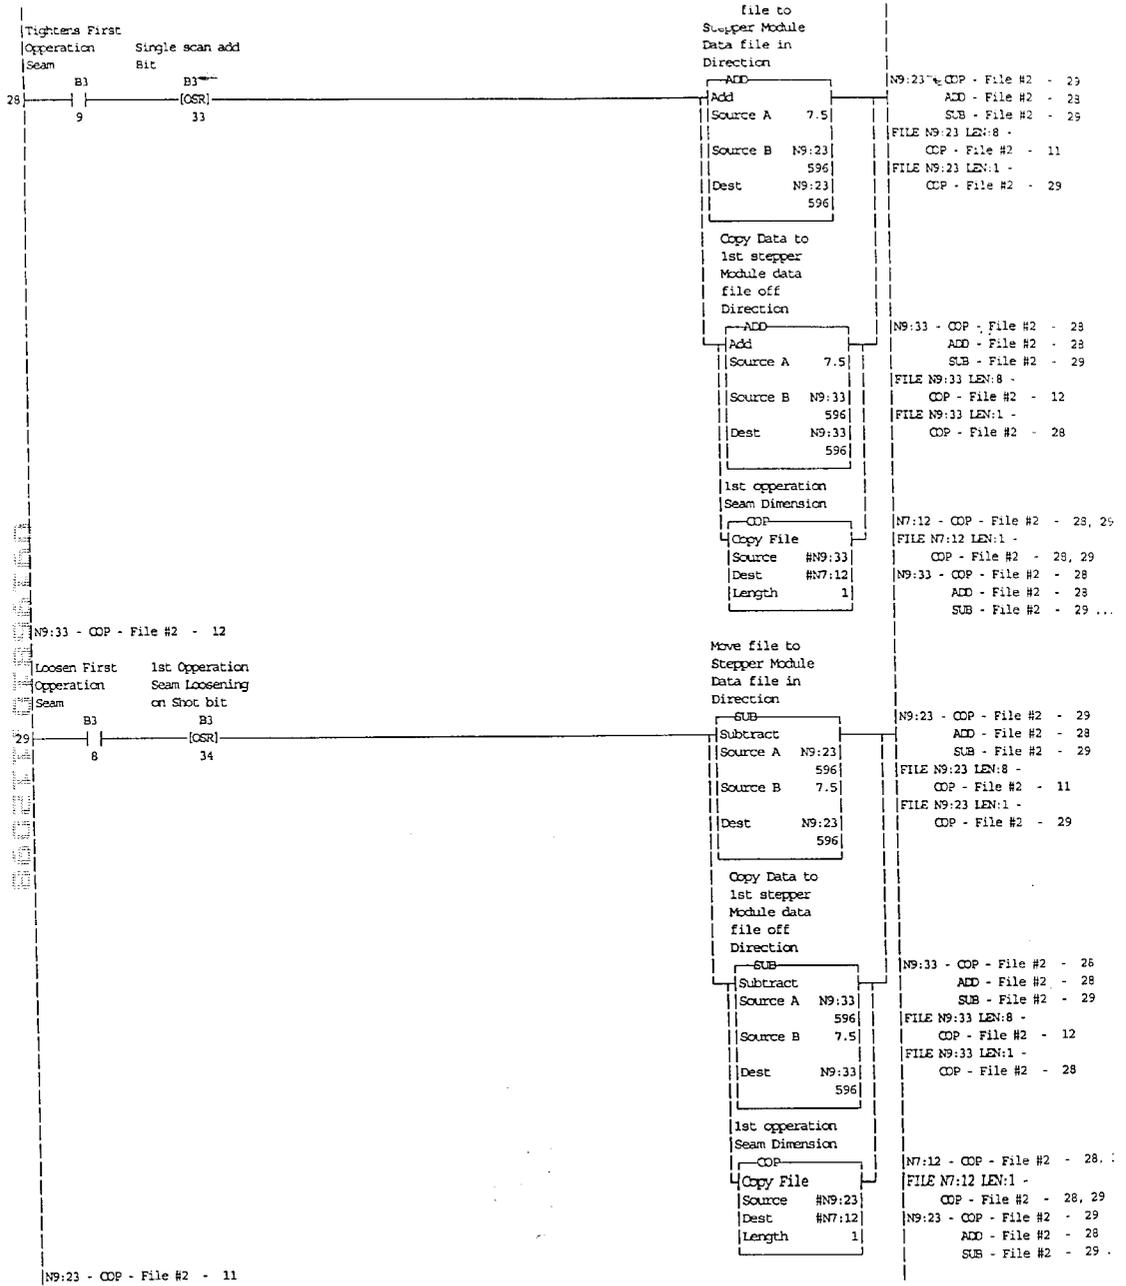 file to
Stepper Module
Data file in
Direction
Tightens First
Opperation Single scan add
Seam Bit
B3 B3
ADD
N9:23 - COP - File #2 - 29
28 [OSR]
Add
ADD - File #2 - 28
9 33
Source A 7.5
SUB - File #2 - 29
FILE N9:23 LEN:8 -
Source B N9:23
COP - File #2 - 11
596
FILE N9:23 LEN:1 -
Dest N9:23
COP - File #2 - 29
596
Copy Data to
1st stepper
Module data
file off
Direction
ADD
N9:33 - COP - File #2 - 28
Add
ADD - File #2 - 28
Source A 7.5
SUB - File #2 - 29
FILE N9:33 LEN:8 -
Source B N9:33
COP - File #2 - 12
596
FILE N9:33 LEN:1 -
Dest N9:33
COP - File #2 - 28
596
1st opperation
Seam Dimension
COP
N7:12 - COP - File #2 - 28, 29
Copy File
FILE N7:12 LEN:1 -
Source #N9:33
COP - File #2 - 28, 29
Dest #N7:12
N9:33 - COP - File #2 - 28
Length 1
ADD - File #2 - 28
SUB - File #2 - 29 ...
N9:33 - COP - File #2 - 12
Move file to
Stepper Module
Data file in
Direction
Loosen First 1st Opperation
Opperation Seam Loosening
Seam on Shot bit
B3 B3
SUB
N9:23 - COP - File #2 - 29
29 [OSR]
Subtract
ADD - File #2 - 28
8 34
Source A N9:23
SUB - File #2 - 29
596
FILE N9:23 LEN:8 -
Source B 7.5
COP - File #2 - 11
FILE N9:23 LEN:1 -
Dest N9:23
COP - File #2 - 29
596
Copy Data to
1st stepper
Module data
file off
Direction
SUB
N9:33 - COP - File #2 - 28
Subtract
ADD - File #2 - 28
Source A N9:33
SUB - File #2 - 29
596
FILE N9:33 LEN:8 -
Source B 7.5
COP - File #2 - 12
FILE N9:33 LEN:1 -
Dest N9:33
COP - File #2 - 28
596
1st opperation
Seam Dimension
COP
N7:12 - COP - File #2 - 28,
Copy File
FILE N7:12 LEN:1 -
Source #N9:23
COP - File #2 - 28, 29
Dest #N7:12
N9:23 - COP - File #2 - 29
Length 1
ADD - File #2 - 28
SUB - File #2 - 29 .
N9:23 - COP - File #2 - 11